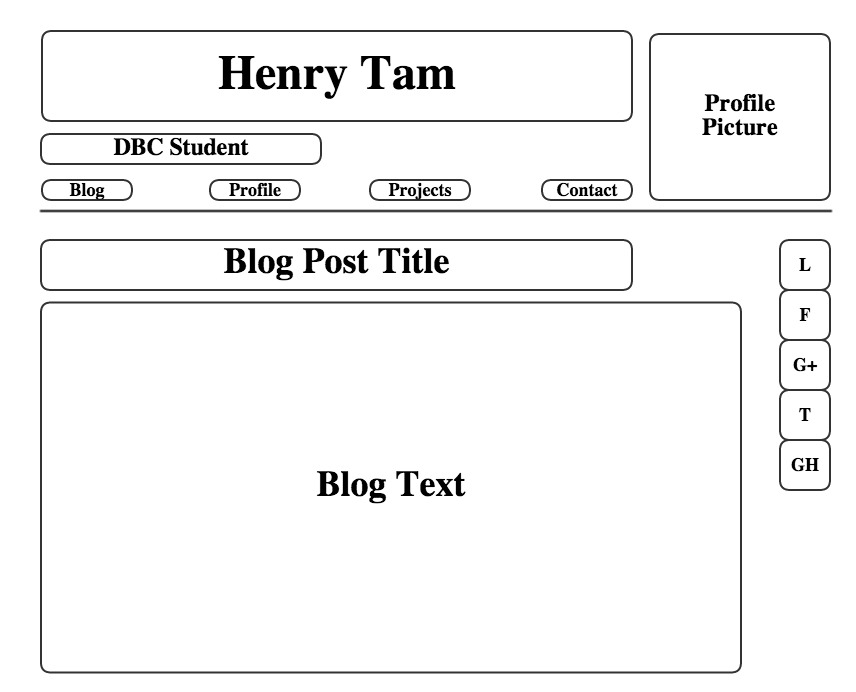 Henry Tam
Profile
Picture
DBC Student
Blog
Profile
Projects
Contact
Blog Post Title
L
F
G+
T
GH
Blog Text